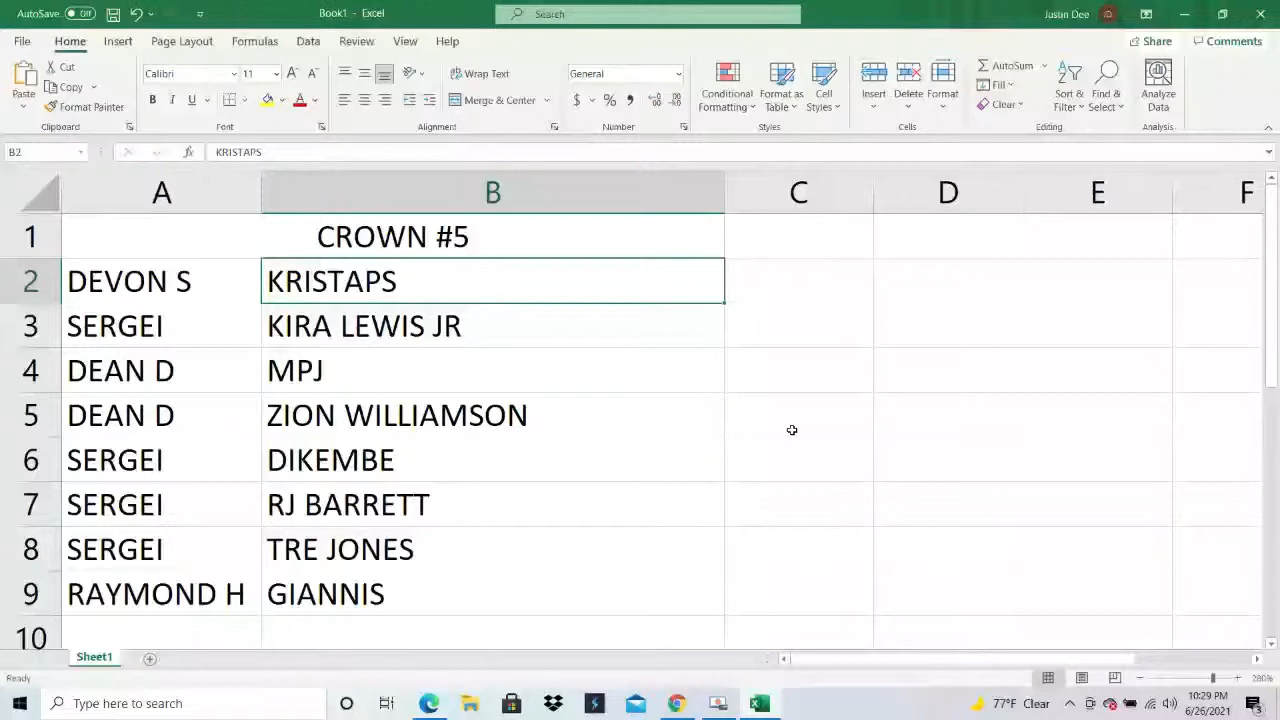 AutoSave Off Book1 - Excel Search Justin Dee
File Home Insert Page Layout Formulas Data Review View Help Share Comments
Cut
Copy
Format Painter
Paste
Calibri 11
B I U
Wrap Text
Merge & Center
General
$ % ,
Conditional Formatting
Format as Table
Cell Styles
Insert Delete Format
AutoSum
Fill
Clear
Sort & Filter
Find & Select
Analyze Data
Clipboard Font Alignment Number Styles Cells Editing Analysis
B2 fx KRISTAPS
A B C D E F
1 CROWN #5
2 DEVON S KRISTAPS
3 SERGEI KIRA LEWIS JR
4 DEAN D MPJ
5 DEAN D ZION WILLIAMSON
6 SERGEI DIKEMBE
7 SERGEI RJ BARRETT
8 SERGEI TRE JONES
9 RAYMOND H GIANNIS
10
Sheet1
Ready 280%
Type here to search 77°F Clear 10:29 PM
6/26/2021
3